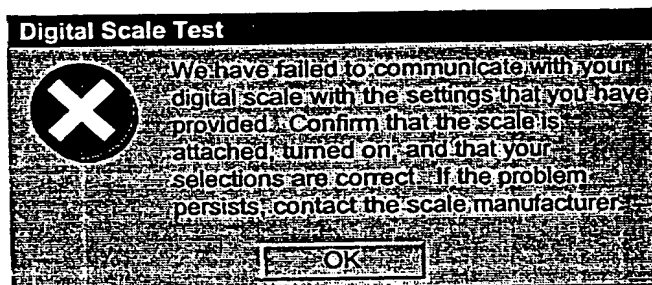 Digital Scale Test
We have failed to communicate with your
digital scale with the settings that you have
provided. Confirm that the scale is
attached, turned on, and that your
selections are correct. If the problem
persists, contact the scale manufacturer.
OK